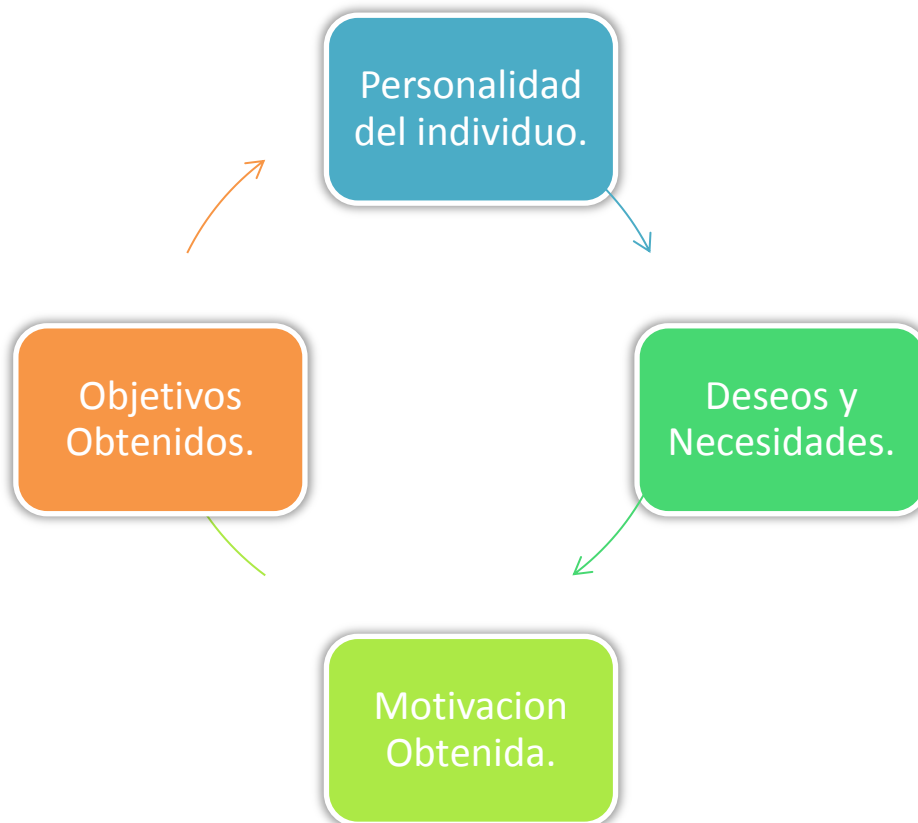 Personalidad
del individuo.
Deseos y
Necesidades.
Motivacion
Obtenida.
Objetivos
Obtenidos.